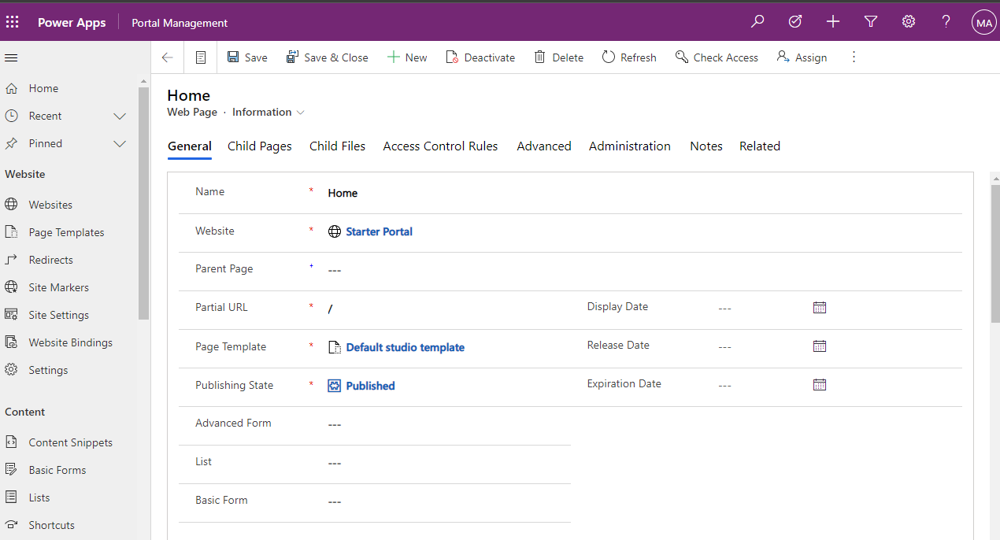 Power Apps Portal Management MA
Save Save & Close New Deactivate Delete Refresh Check Access Assign
Home
Recent
Pinned
Website
Websites
Page Templates
Redirects
Site Markers
Site Settings
Website Bindings
Settings
Content
Content Snippets
Basic Forms
Lists
Shortcuts
Home
Web Page · Information
General Child Pages Child Files Access Control Rules Advanced Administration Notes Related
Name * Home
Website * Starter Portal
Parent Page + ---
Partial URL * / Display Date ---
Page Template * Default studio template Release Date ---
Publishing State * Published Expiration Date ---
Advanced Form ---
List ---
Basic Form ---